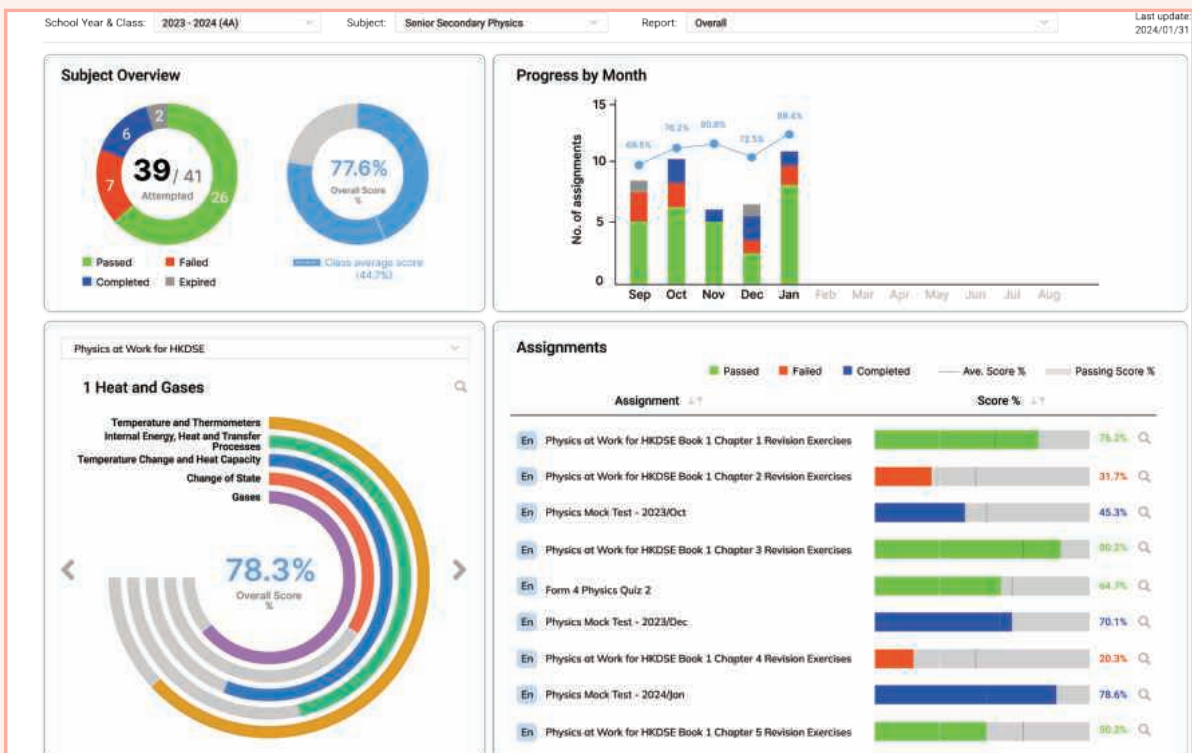 School Year & Class: 2023 - 2024 (4A) Subject: Senior Secondary Physics Report: Overall Last update:
2024/01/31
Subject Overview
2
6
39 / 41
Attempted
7
26
77.6%
Overall Score
%
Passed Failed
Completed Expired
Class average score
(44.7%)
Progress by Month
15
10
5
0
No. of assignments
76.2% 72.5%
Sep Oct Nov Dec Jan Feb Mar Apr May Jun Jul Aug
Physics at Work for HKDSE
1 Heat and Gases
Temperature and Thermometers
Internal Energy, Heat and Transfer
Processes
Temperature Change and Heat Capacity
Change of State
Gases
78.3%
Overall Score
%
Assignments
Passed Failed Completed Ave. Score % Passing Score %
Assignment Score %
En Physics at Work for HKDSE Book 1 Chapter 1 Revision Exercises
En Physics at Work for HKDSE Book 1 Chapter 2 Revision Exercises 31.7%
En Physics Mock Test - 2023/Oct 45.3%
En Physics at Work for HKDSE Book 1 Chapter 3 Revision Exercises
En Form 4 Physics Quiz 2
En Physics Mock Test - 2023/Dec 70.1%
En Physics at Work for HKDSE Book 1 Chapter 4 Revision Exercises 20.3%
En Physics Mock Test - 2024/Jan 78.6%
En Physics at Work for HKDSE Book 1 Chapter 5 Revision Exercises